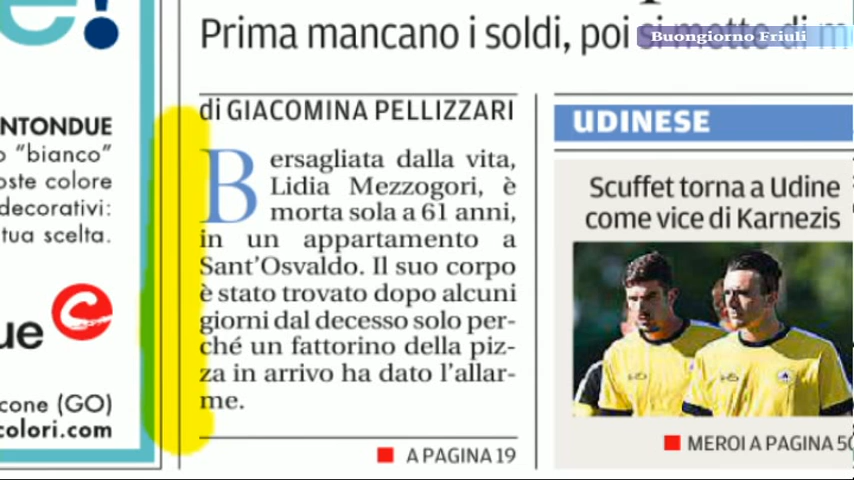 Prima mancano i soldi, poi si mette di m
Buongiorno Friuli
NTONDUE
o "bianco"
oste colore
decorativi:
tua scelta.
ue
cone (GO)
colori.com
di GIACOMINA PELLIZZARI
Bersagliata dalla vita,
Lidia Mezzogori, è
morta sola a 61 anni,
in un appartamento a
Sant'Osvaldo. Il suo corpo
è stato trovato dopo alcuni
giorni dal decesso solo per-
ché un fattorino della piz-
za in arrivo ha dato l'allar-
me.
A PAGINA 19
UDINESE
Scuffet torna a Udine
come vice di Karnezis
MEROI A PAGINA 50